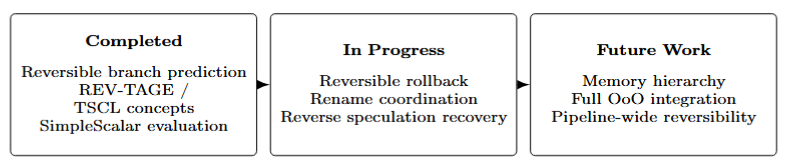 Completed
Reversible branch prediction
REV-TAGE /
TSCL concepts
SimpleScalar evaluation
In Progress
Reversible rollback
Rename coordination
Reverse speculation recovery
Future Work
Memory hierarchy
Full OoO integration
Pipeline-wide reversibility